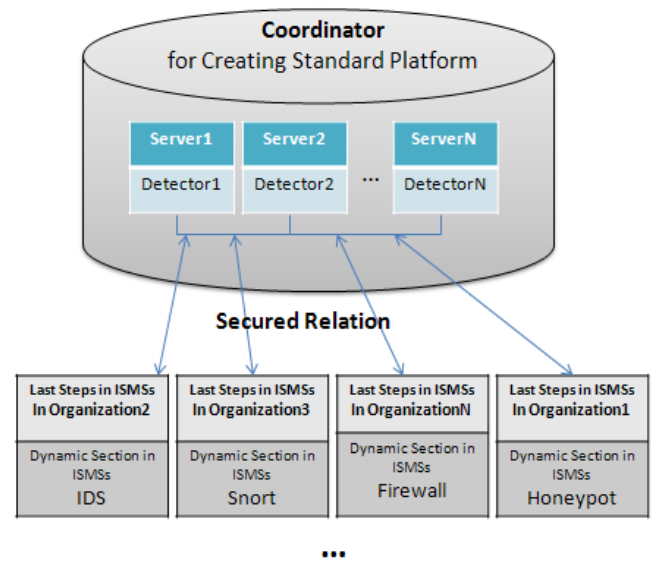 Coordinator
for Creating Standard Platform
Server1 Server2 ServerN
Detector1 Detector2 ... DetectorN
Secured Relation
Last Steps in ISMSs
In Organization2
Dynamic Section in
ISMSs
IDS
Last Steps in ISMSs
In Organization3
Dynamic Section in
ISMSs
Snort
Last Steps in ISMSs
In OrganizationN
Dynamic Section in
ISMSs
Firewall
Last Steps in ISMSs
In Organization1
Dynamic Section in
ISMSs
Honeypot
...